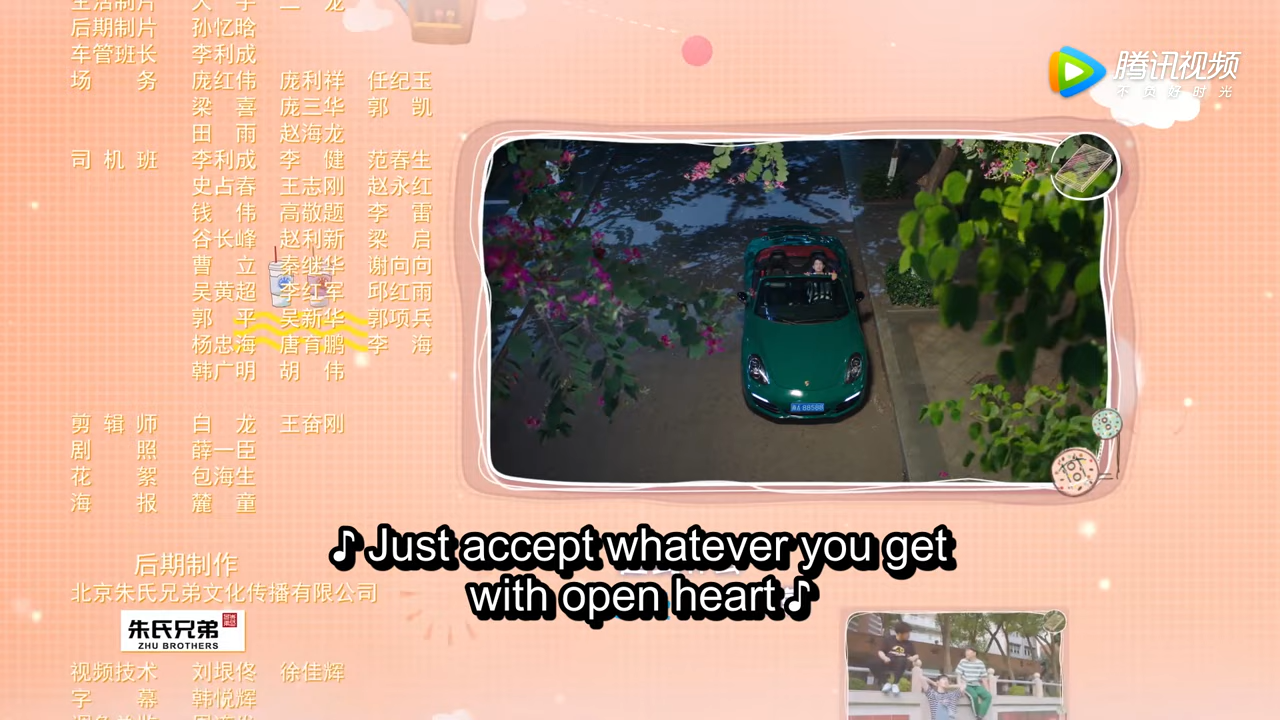 后期制片 孙忆晗
车管班长 李利成
场务 庞红伟 庞利祥 任纪玉
梁喜 庞三华 郭凯
田雨 赵海龙
司机班 李利成 李健 范春生
史占春 王志刚 赵永红
钱伟 高敬题 李雷
谷长峰 赵利新 梁启
曹立 秦继华 谢向向
吴黄超 李红军 邱红雨
郭平 吴新华 郭项兵
杨忠海 唐育鹏 李海
韩广明 胡伟
剪辑师 白龙 王奋刚
剧照 薛一臣
花絮 包海生
海报 麓童
后期制作
北京朱氏兄弟文化传播有限公司
朱氏兄弟
ZHU BROTHERS
视频技术 刘垠佟 徐佳辉
字幕 韩悦辉
腾讯视频
不负好时光
♪ Just accept whatever you get
with open heart ♪